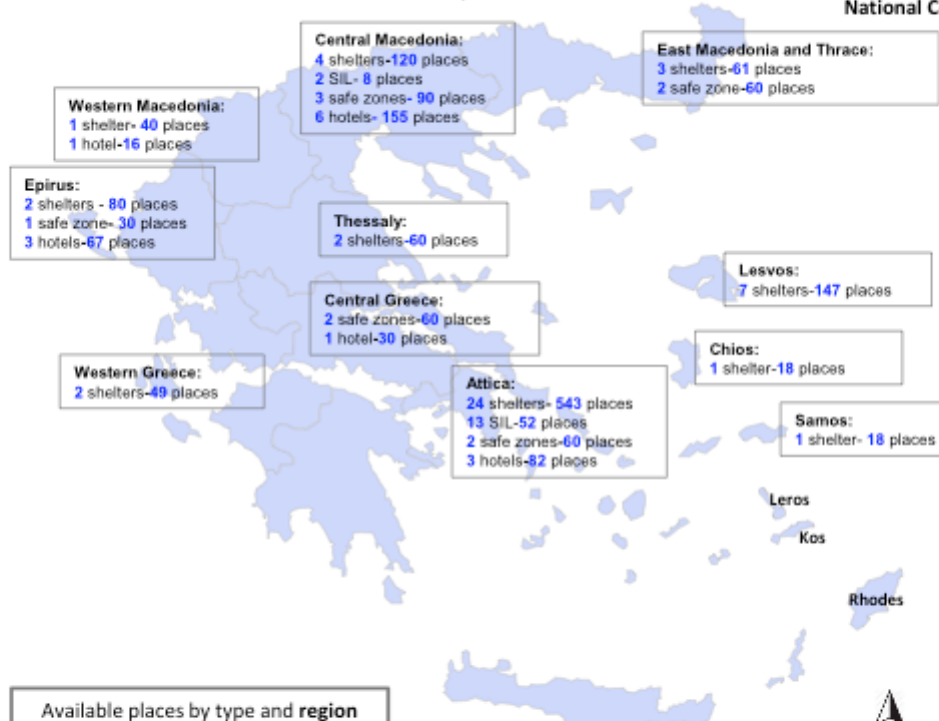 National C
Central Macedonia:
4 shelters-120 places
2 SIL- 8 places
3 safe zones- 90 places
6 hotels- 155 places
East Macedonia and Thrace:
3 shelters-61 places
2 safe zone-60 places
Western Macedonia:
1 shelter- 40 places
1 hotel-16 places
Epirus:
2 shelters - 80 places
1 safe zone- 30 places
3 hotels-67 places
Thessaly:
2 shelters-60 places
Lesvos:
7 shelters-147 places
Central Greece:
2 safe zones-60 places
1 hotel-30 places
Chios:
1 shelter-18 places
Western Greece:
2 shelters-49 places
Attica:
24 shelters- 543 places
13 SIL-52 places
2 safe zones-60 places
3 hotels-82 places
Samos:
1 shelter- 18 places
Leros
Kos
Rhodes
Available places by type and region